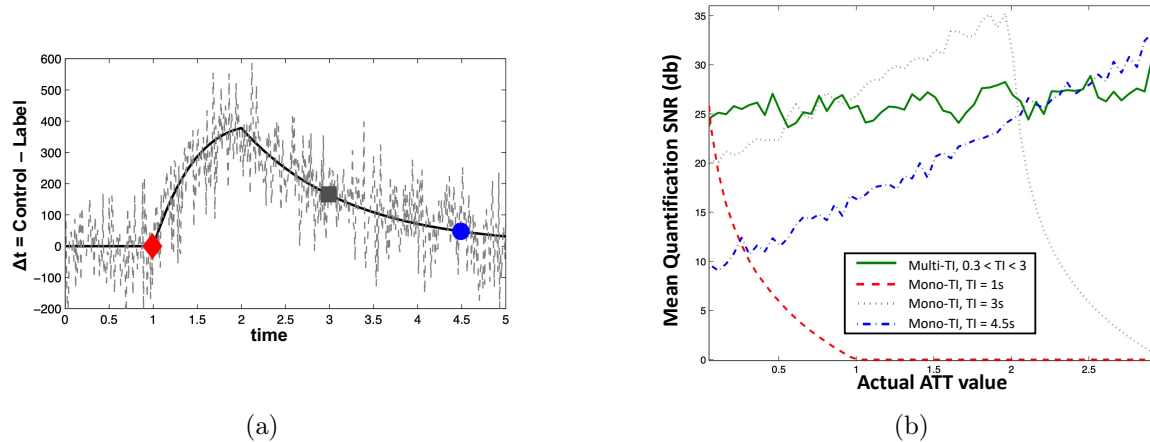 600
500
400
300
200
100
0
−100
−200
0 0.5 1 1.5 2 2.5 3 3.5 4 4.5 5
Δt = Control – Label
time
(a)
35
30
25
20
15
10
5
0
0.5 1 1.5 2 2.5
Mean Quantification SNR (db)
Actual ATT value
Multi-TI, 0.3 < TI < 3
Mono-TI, TI = 1s
Mono-TI, TI = 3s
Mono-TI, TI = 4.5s
(b)